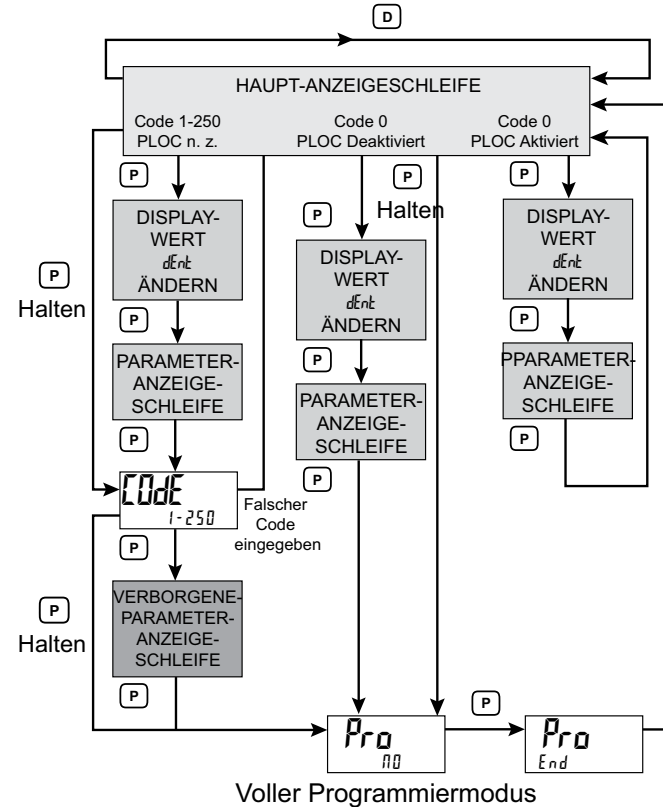 D
HAUPT-ANZEIGESCHLEIFE
Code 1-250
PLOC n. z.
Code 0
PLOC Deaktiviert
Code 0
PLOC Aktiviert
P
Halten
P
DISPLAY-
WERT
dEnt
ÄNDERN
P
PARAMETER-
ANZEIGE-
SCHLEIFE
P
COdE
1-250
Falscher
Code
eingegeben
P
Halten
P
VERBORGENE-
PARAMETER-
ANZEIGE-
SCHLEIFE
P
P
DISPLAY-
WERT
dEnt
ÄNDERN
P
PARAMETER-
ANZEIGE-
SCHLEIFE
P
P
Halten
P
DISPLAY-
WERT
dEnt
ÄNDERN
P
PPARAMETER-
ANZEIGE-
SCHLEIFE
P
Pro
NO
P
Pro
End
Voller Programmiermodus